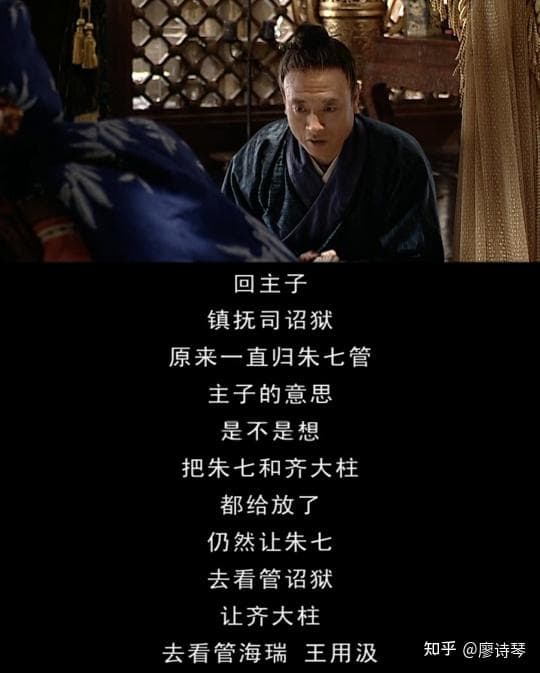 回主子
镇抚司诏狱
原来一直归朱七管
主子的意思
是不是想
把朱七和齐大柱
都给放了
仍然让朱七
去看管诏狱
让齐大柱
去看管海瑞 王用汲
知乎 @廖诗琴